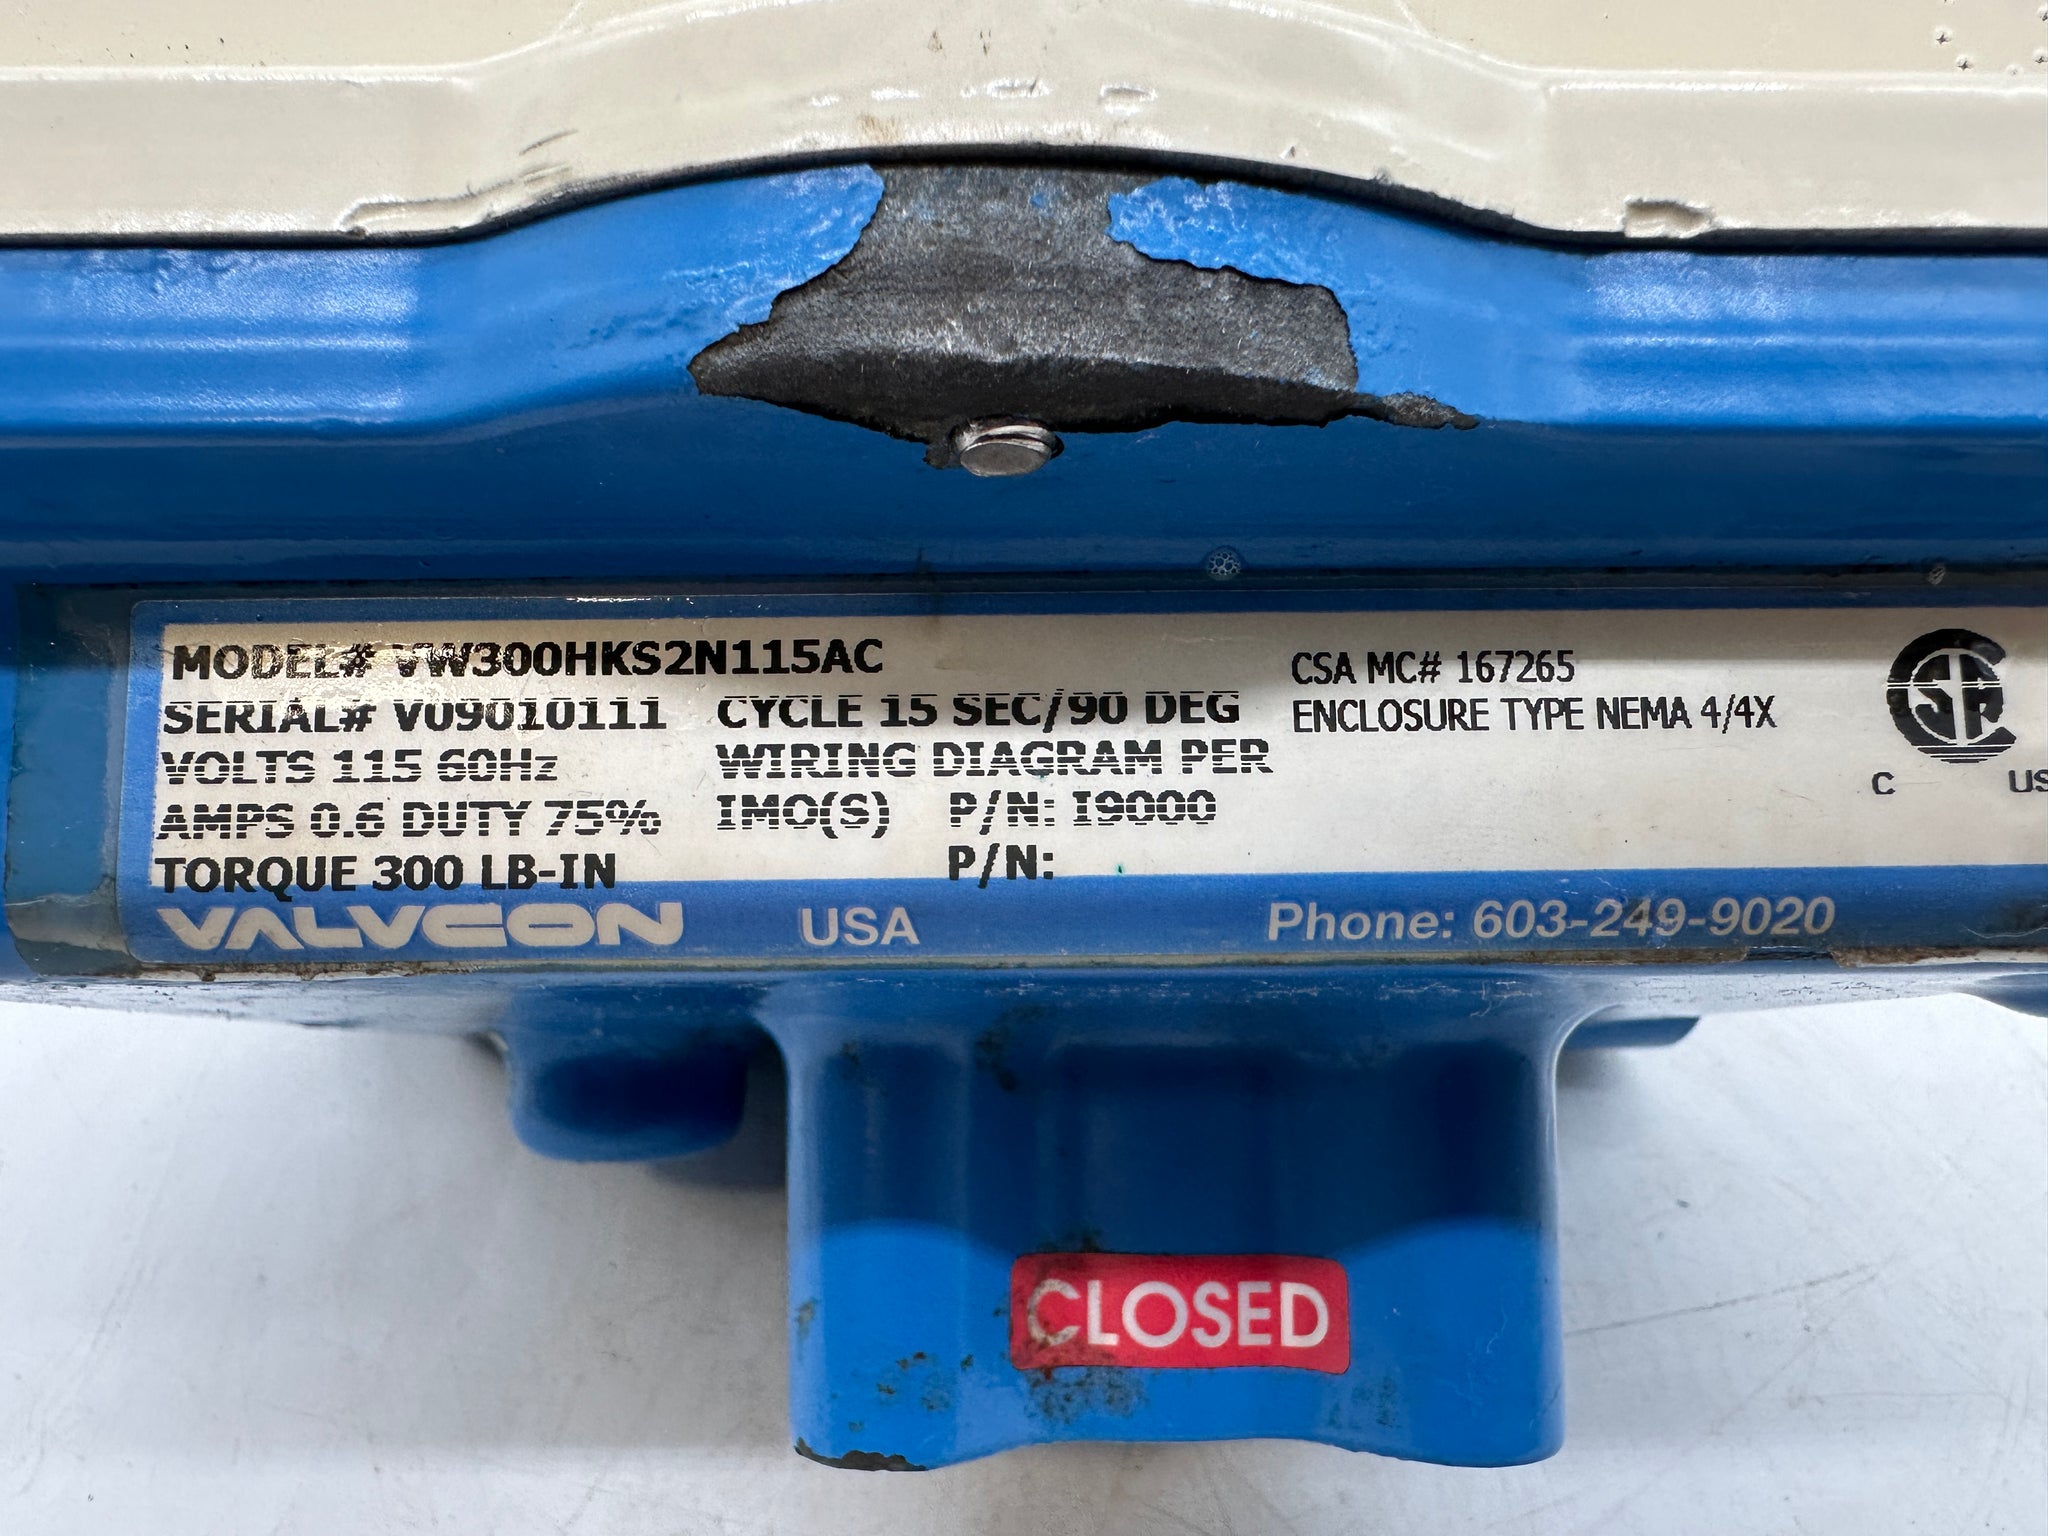 MODEL# VW300HKS2N115AC
SERIAL# V09010111 CYCLE 15 SEC/90 DEG
VOLTS 115 60Hz WIRING DIAGRAM PER
AMPS 0.6 DUTY 75% IMO(S) P/N: I9000
TORQUE 300 LB-IN P/N:
CSA MC# 167265
ENCLOSURE TYPE NEMA 4/4X
C US
VALVCON USA Phone: 603-249-9020
CLOSED